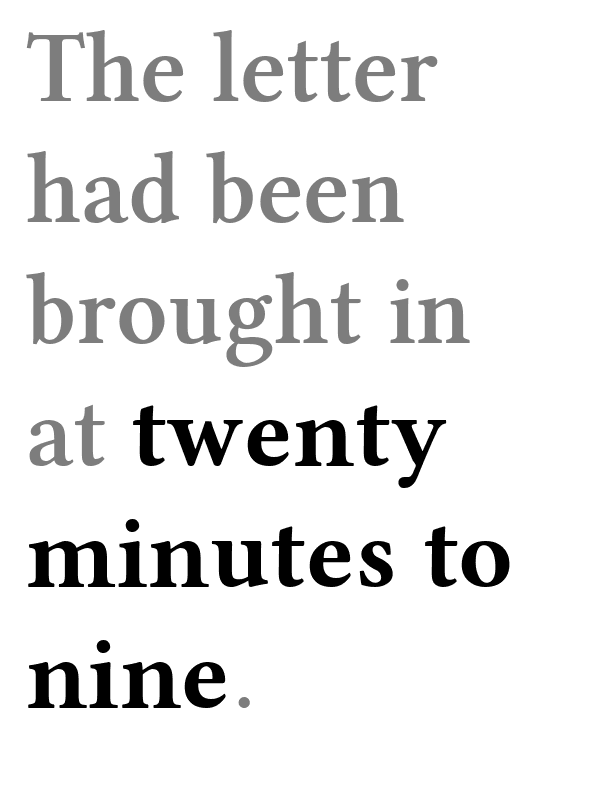 The letter
had been
brought in
at twenty
minutes to
nine.